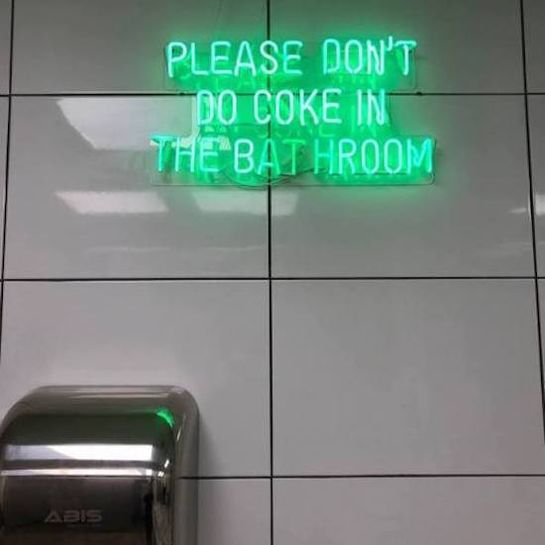 PLEASE DON'T
DO COKE IN
THE BATHROOM
ABIS